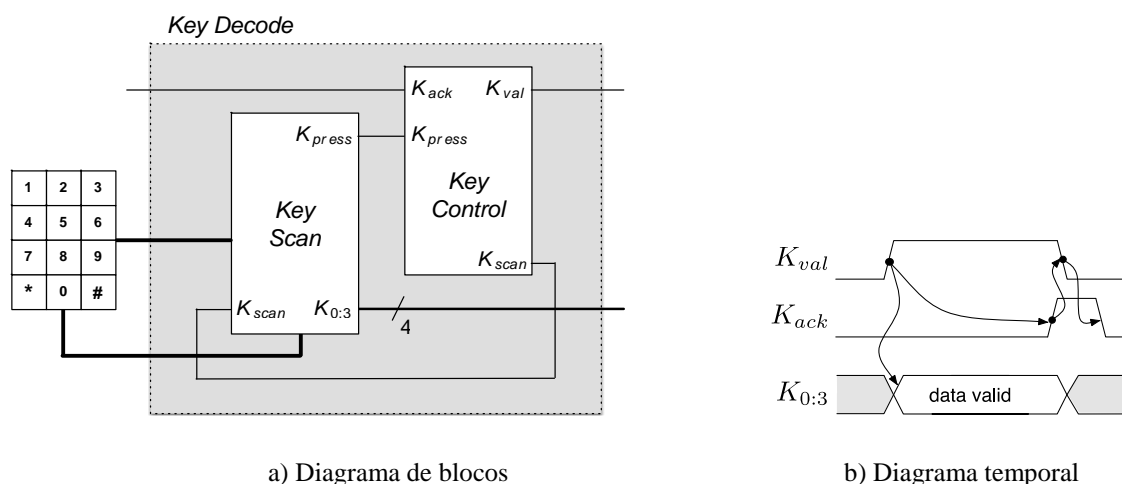 Key Decode
K_ack K_val
K_press K_press
Key
Control
Key
Scan
K_scan
K_scan K_0:3
4
1 2 3
4 5 6
7 8 9
* 0 #
K_val
K_ack
K_0:3 data valid
a) Diagrama de blocos
b) Diagrama temporal